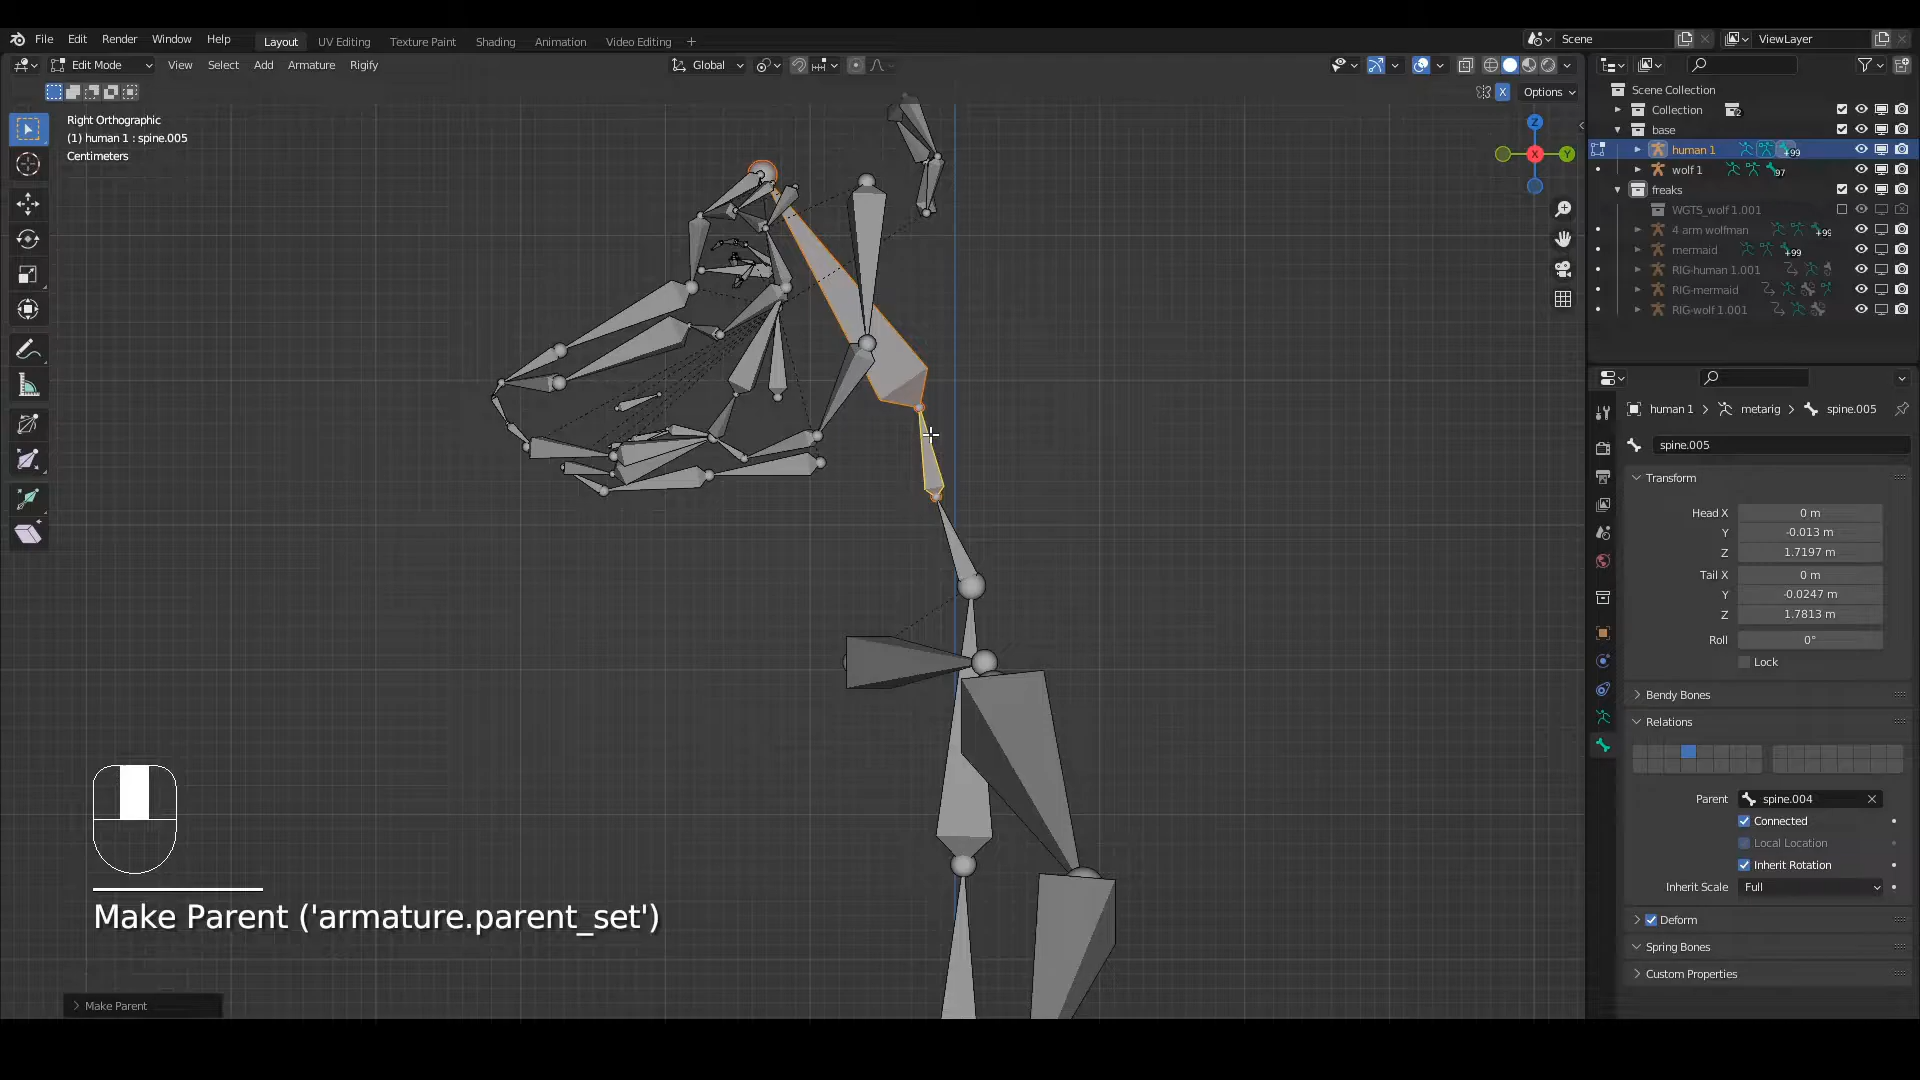 File Edit Render Window Help Layout UV Editing Texture Paint Shading Animation Video Editing + Scene ViewLayer
Edit Mode View Select Add Armature Rigify Global
Options
Right Orthographic
(1) human 1 : spine.005
Centimeters
Z
X
Y
Make Parent ('armature.parent_set')
Make Parent
Scene Collection
Collection 2
base
human 1 +99
wolf 1 97
freaks
WGTS_wolf 1.001
4 arm wolfman +99
mermaid +99
RIG-human 1.001
RIG-mermaid
RIG-wolf 1.001
human 1 > metarig > spine.005
spine.005
Transform
Head X 0 m
Y -0.013 m
Z 1.7197 m
Tail X 0 m
Y -0.0247 m
Z 1.7813 m
Roll 0°
Lock
Bendy Bones
Relations
Parent spine.004
Connected
Local Location
Inherit Rotation
Inherit Scale Full
Deform
Spring Bones
Custom Properties